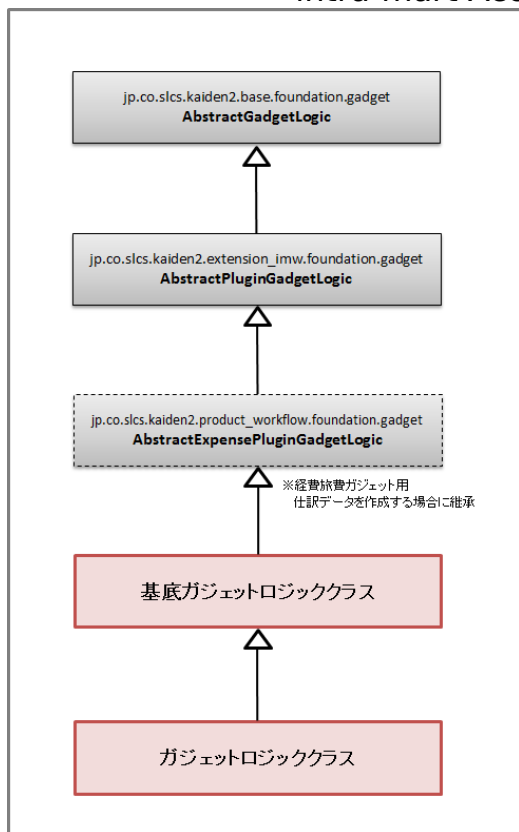 jp.co.slcs.kaiden2.base.foundation.gadget
AbstractGadgetLogic
jp.co.slcs.kaiden2.extension_imw.foundation.gadget
AbstractPluginGadgetLogic
jp.co.slcs.kaiden2.product_workflow.foundation.gadget
AbstractExpensePluginGadgetLogic
※経費旅費ガジェット用
仕訳データを作成する場合に継承
基底ガジェットロジッククラス
ガジェットロジッククラス